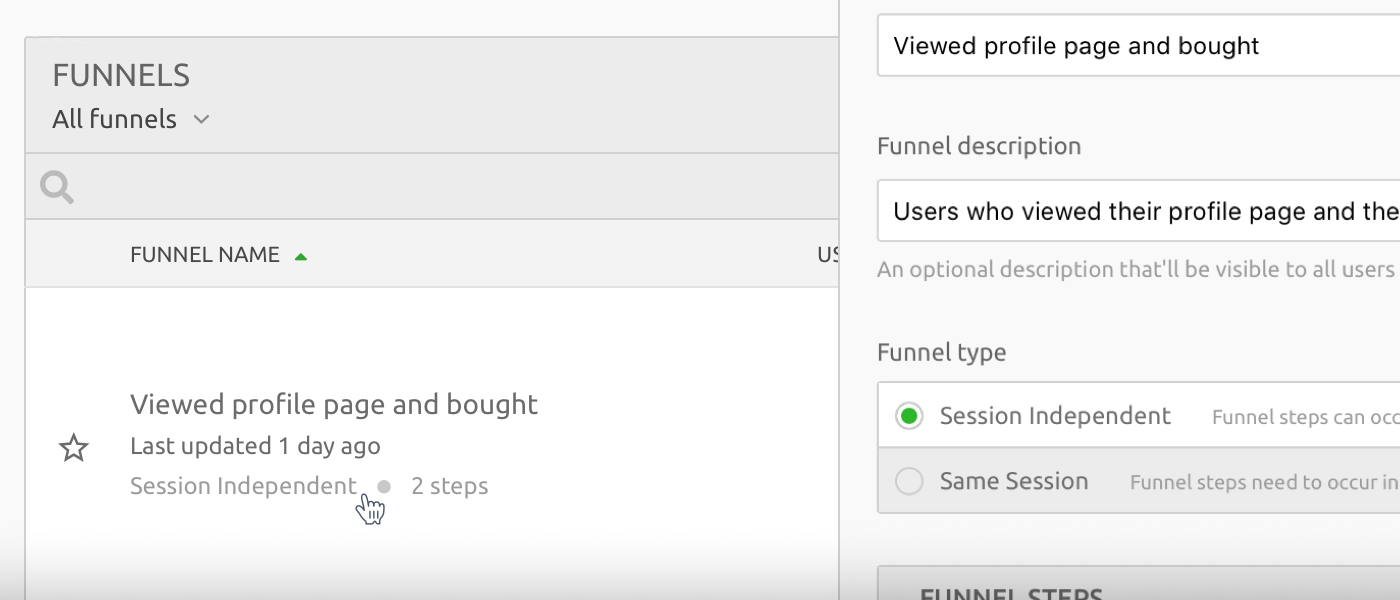 FUNNELS
All funnels
FUNNEL NAME
Viewed profile page and bought
Last updated 1 day ago
Session Independent 2 steps
Viewed profile page and bought
Funnel description
Users who viewed their profile page and the
An optional description that'll be visible to all users
Funnel type
Session Independent Funnel steps can occ
Same Session Funnel steps need to occur in
FUNNEL STEPS